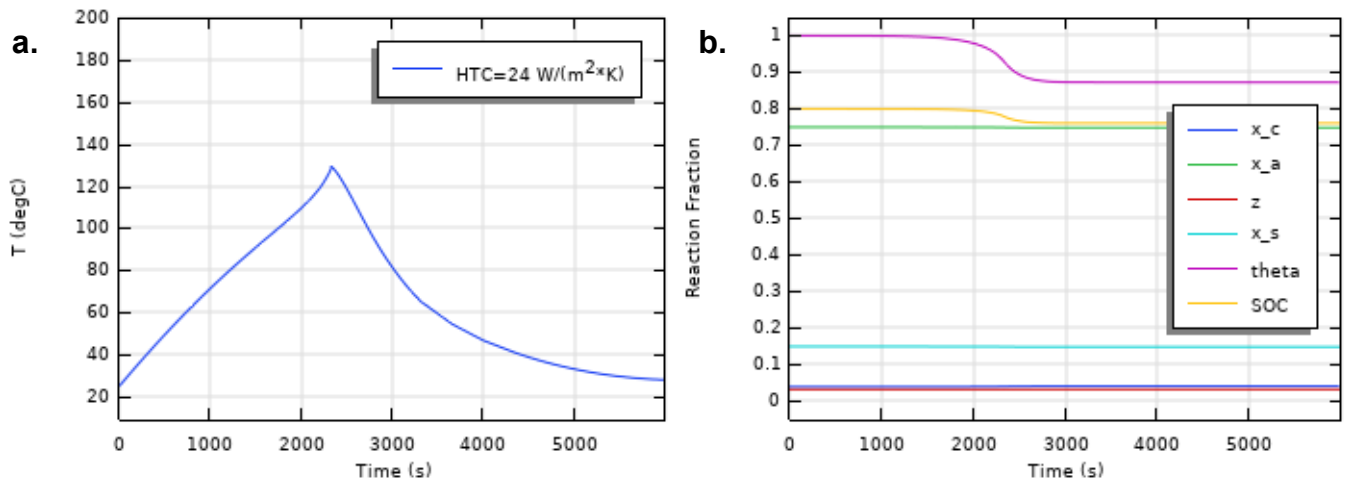 a.
200
180
160
140
120
100
80
60
40
20
T (degC)
HTC=24 W/(m²*K)
0 1000 2000 3000 4000 5000
Time (s)
b.
1
0.9
0.8
0.7
0.6
0.5
0.4
0.3
0.2
0.1
0
Reaction Fraction
x_c
x_a
z
x_s
theta
SOC
0 1000 2000 3000 4000 5000
Time (s)